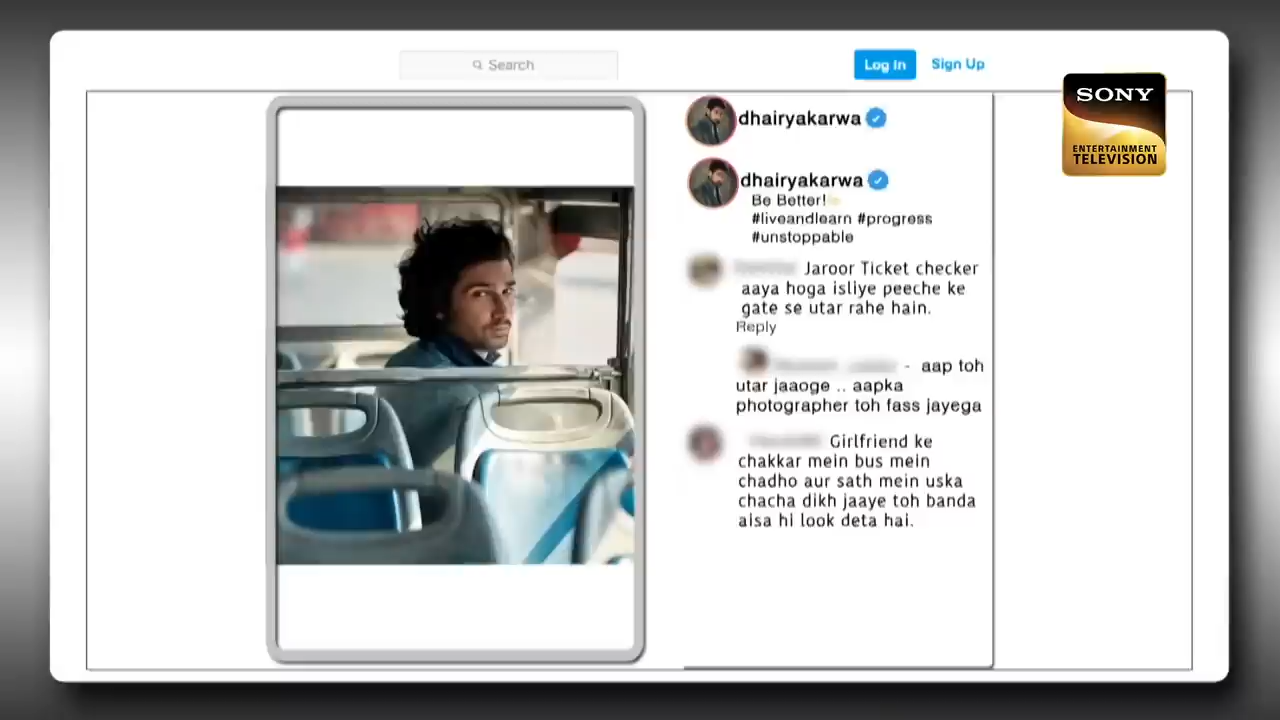 Search
Log In
Sign Up
SONY
ENTERTAINMENT
TELEVISION
dhairyakarwa
dhairyakarwa
Be Better!
#liveandlearn #progress
#unstoppable
Jaroor Ticket checker
aaya hoga isliye peeche ke
gate se utar rahe hain.
Reply
- aap toh
utar jaaoge .. aapka
photographer toh fass jayega
Girlfriend ke
chakkar mein bus mein
chadho aur sath mein uska
chacha dikh jaaye toh banda
aisa hi look deta hai.